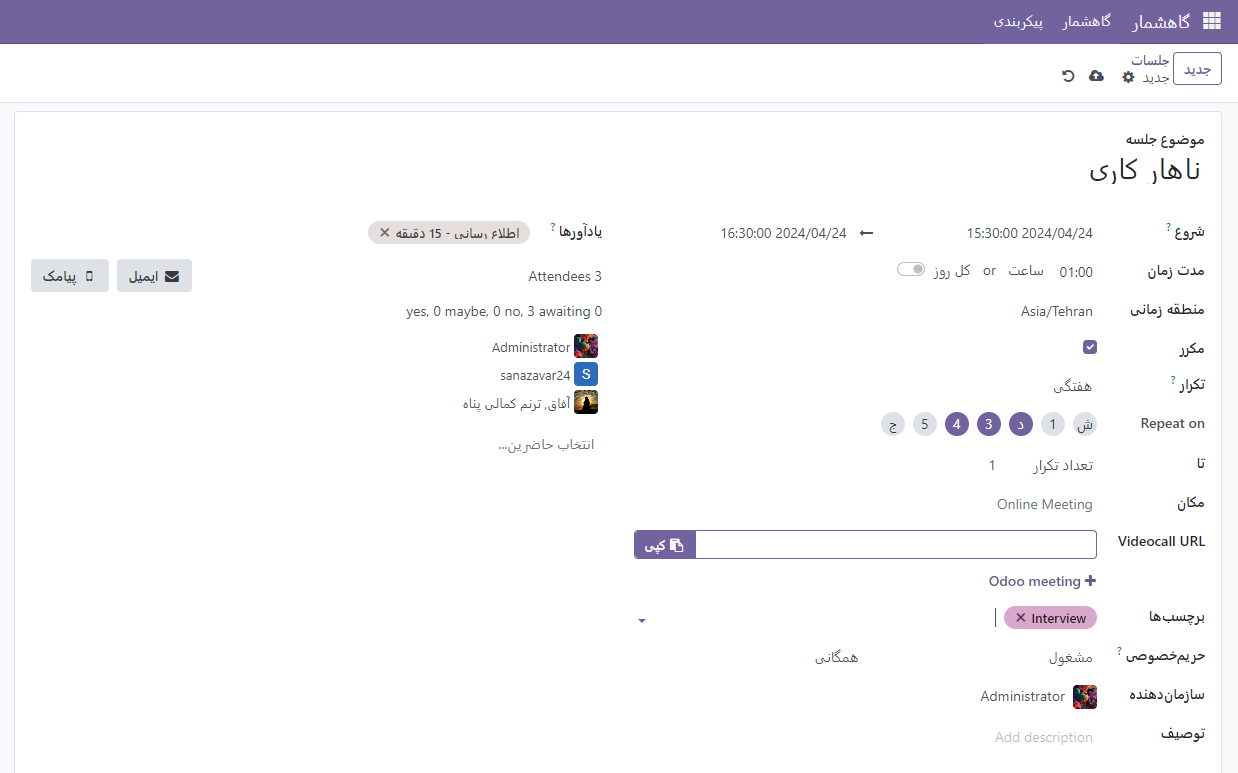 گاهشمار گاهشمار پیکربندی
جدید جلسات
جدید
موضوع جلسه
ناهار کاری
شروع ? 2024/04/24 15:30:00 2024/04/24 16:30:00
مدت زمان 01:00 ساعت or کل روز
منطقه زمانی Asia/Tehran
مکرر
تکرار ? هفتگی
Repeat on ش 1 د 3 4 5 ج
تا تعداد تکرار 1
مکان Online Meeting
Videocall URL کپی
Odoo meeting
برچسب‌ها Interview ✕
حریم‌خصوصی ? مشغول همگانی
سازمان‌دهنده Administrator
توصیف Add description
یادآورها ? اطلاع رسانی - 15 دقیقه ✕
3 Attendees ایمیل پیامک
0 yes, 0 maybe, 0 no, 3 awaiting
Administrator
S sanazavar24
آفاق, ترنم کمالی پناه
انتخاب حاضرین...